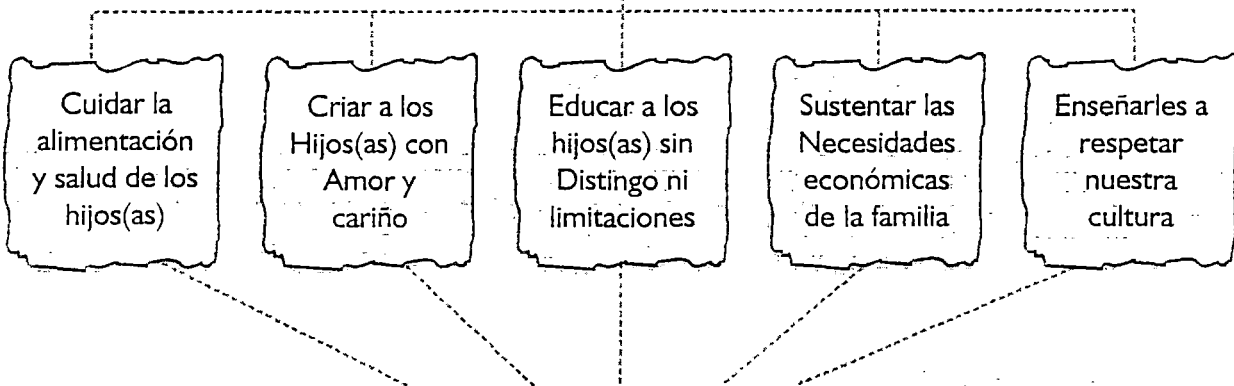 Cuidar la
alimentación
y salud de los
hijos(as)
Criar a los
Hijos(as) con
Amor y
cariño
Educar a los
hijos(as) sin
Distingo ni
limitaciones
Sustentar las
Necesidades
económicas
de la familia
Enseñarles a
respetar
nuestra
cultura